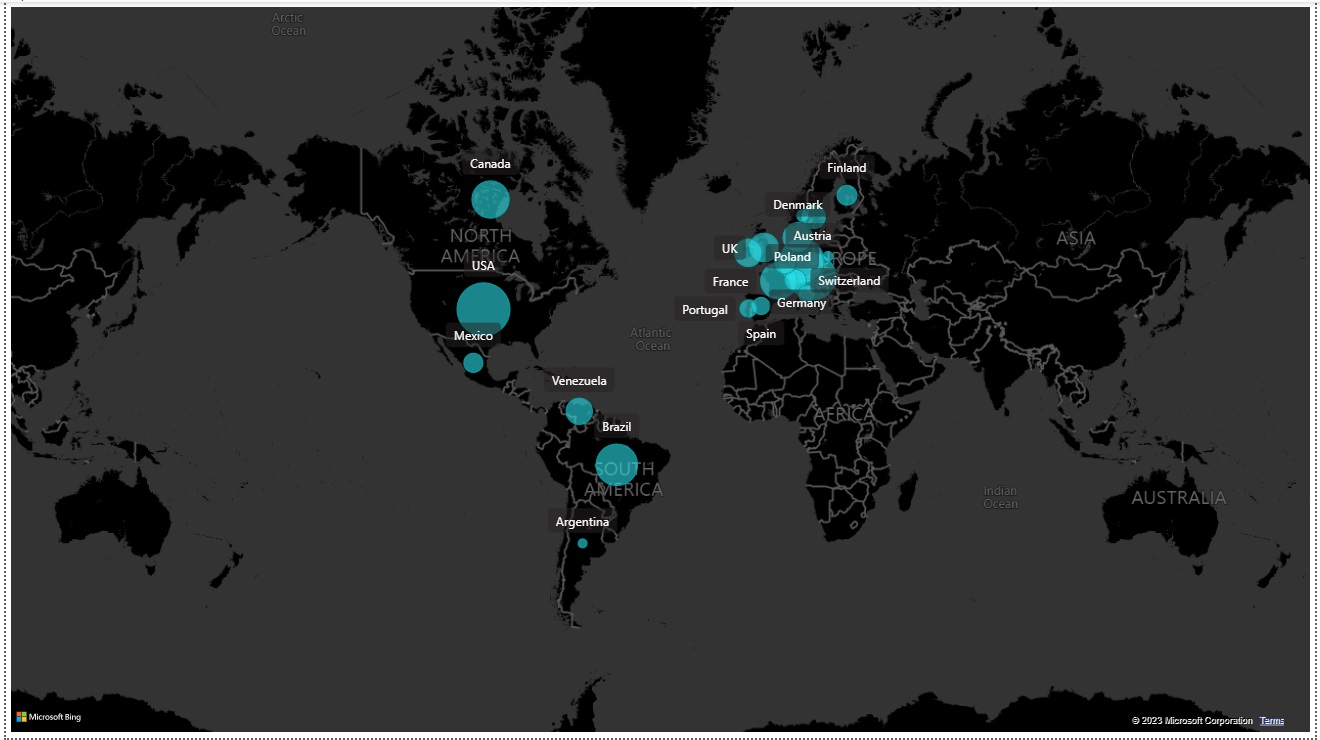 Arctic
Ocean
Canada
Finland
Denmark
NORTH
AMERICA
UK
Austria
ASIA
Poland
ROPE
USA
France
Switzerland
Portugal
Germany
Mexico
Atlantic
Ocean
Spain
Venezuela
AFRICA
Brazil
SOUTH
AMERICA
Indian
Ocean
AUSTRALIA
Argentina
Microsoft Bing
© 2023 Microsoft Corporation Terms